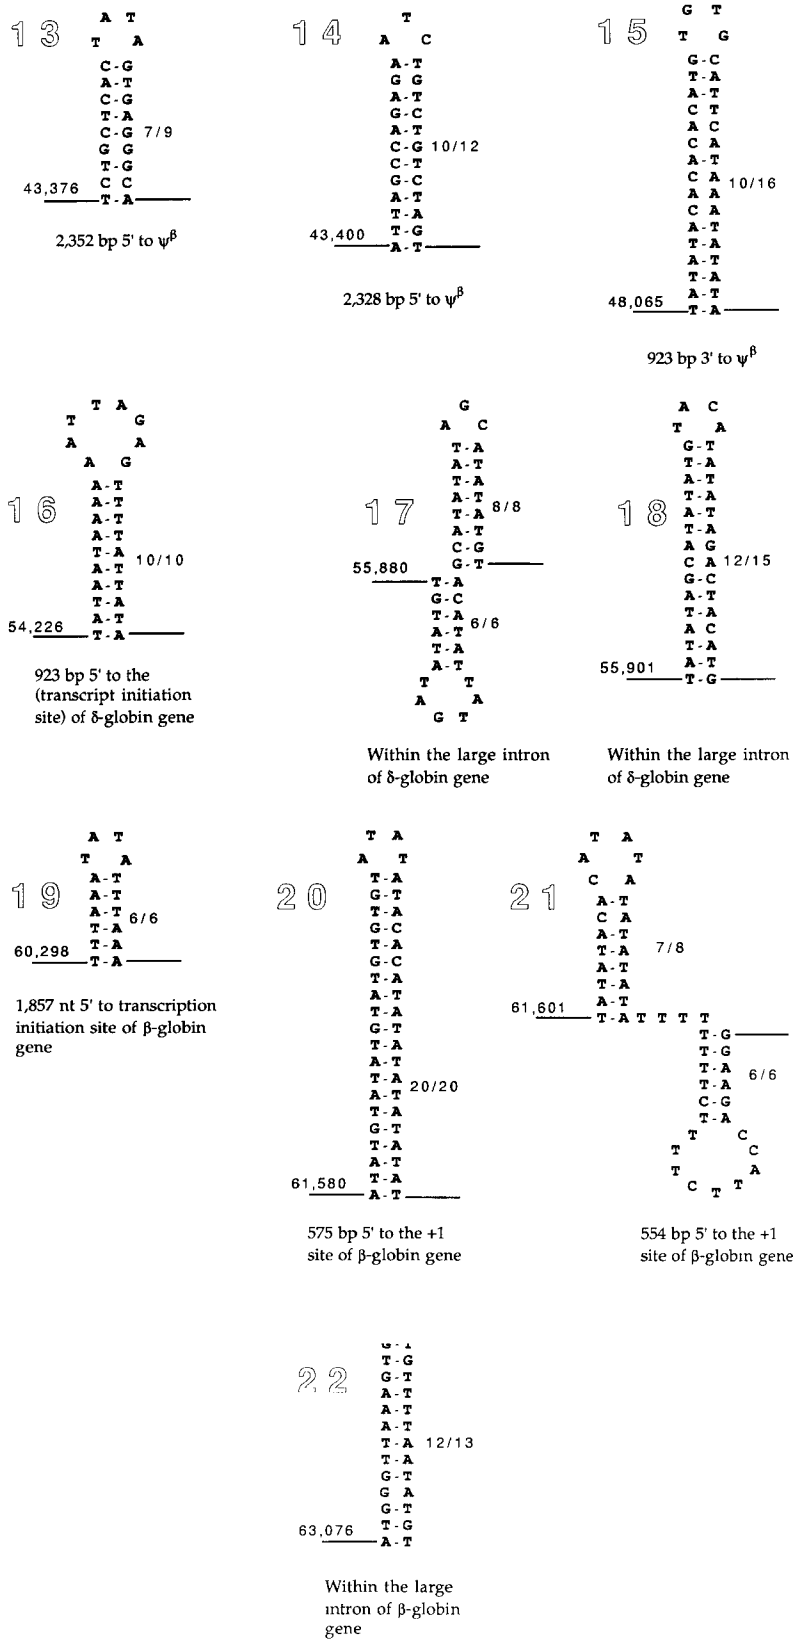 13
A T
T A
C-G
A-T
C-G
T-A
C-G 7/9
G G
T-G
C C
43,376 T-A
2,352 bp 5' to ψβ
14
T
A C
A-T
G G
A-T
G-C
A-T
C-G 10/12
C-T
G-C
A-T
T-A
T-G
43,400 A-T
2,328 bp 5' to ψβ
15
G T
T G
G-C
T-A
A-T
C T
A C
C A
A-T
C A 10/16
A A
C A
A-T
T-A
A-T
T-A
A-T
48,065 T-A
923 bp 3' to ψβ
16
T A
T G
A A
A G
A-T
A-T
A-T
A-T
T-A 10/10
A-T
A-T
T-A
A-T
54,226 T-A
923 bp 5' to the
(transcript initiation
site) of δ-globin gene
17
G
A C
T-A
A-T
T-A
A-T 8/8
T-A
A-T
C-G
G-T
55,880 T-A
G-C
T-A 6/6
A-T
T-A
A-T
T T
A A
G T
Within the large intron
of δ-globin gene
18
A C
T A
G-T
T-A
A-T
T-A
A-T
T-A
A G
C A 12/15
G-C
A-T
T-A
A C
T-A
A-T
55,901 T-G
Within the large intron
of δ-globin gene
19
A T
T A
A-T
A-T
A-T 6/6
T-A
T-A
60,298 T-A
1,857 nt 5' to transcription
initiation site of β-globin
gene
20
T A
A T
T-A
G-T
T-A
G-C
T-A
G-C
T-A
A-T
T-A
G-T
T-A
A-T
T-A 20/20
A-T
T-A
G-T
T-A
A-T
T-A
61,580 A-T
575 bp 5' to the +1
site of β-globin gene
21
T A
A T
C A
A-T
C A
A-T
T-A 7/8
A-T
T-A
A-T
61,601 T-A T T T T
T-G
T-G
T-A 6/6
T-A
C-G
T-A
T C
T C
T A
C T T
554 bp 5' to the +1
site of β-globin gene
22
T-G
G-T
A-T
A-T
A-T
T-A 12/13
T-A
G-T
G A
G-T
T-G
63,076 A-T
Within the large
intron of β-globin
gene